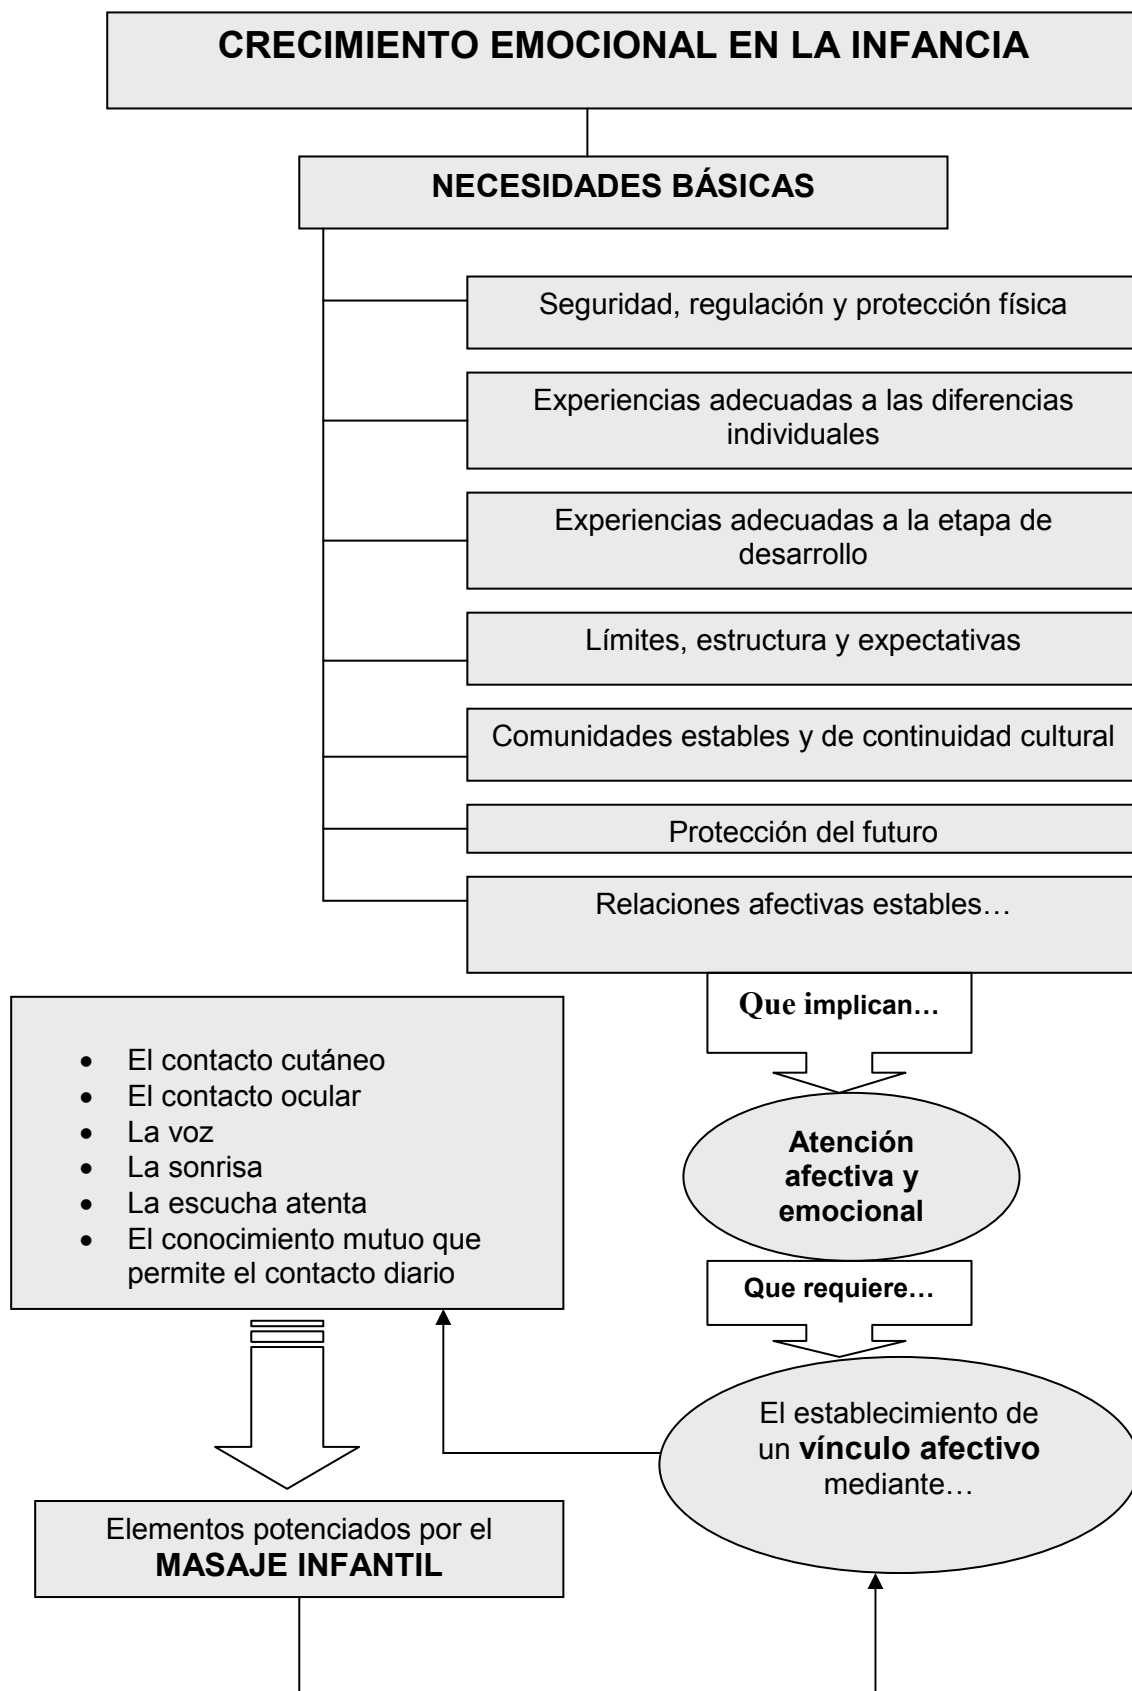 CRECIMIENTO EMOCIONAL EN LA INFANCIA
NECESIDADES BÁSICAS
Seguridad, regulación y protección física
Experiencias adecuadas a las diferencias
individuales
Experiencias adecuadas a la etapa de
desarrollo
Límites, estructura y expectativas
Comunidades estables y de continuidad cultural
Protección del futuro
Relaciones afectivas estables…
Que implican…
Atención
afectiva y
emocional
Que requiere…
El establecimiento de
un vínculo afectivo
mediante…
• El contacto cutáneo
• El contacto ocular
• La voz
• La sonrisa
• La escucha atenta
• El conocimiento mutuo que
permite el contacto diario
Elementos potenciados por el
MASAJE INFANTIL